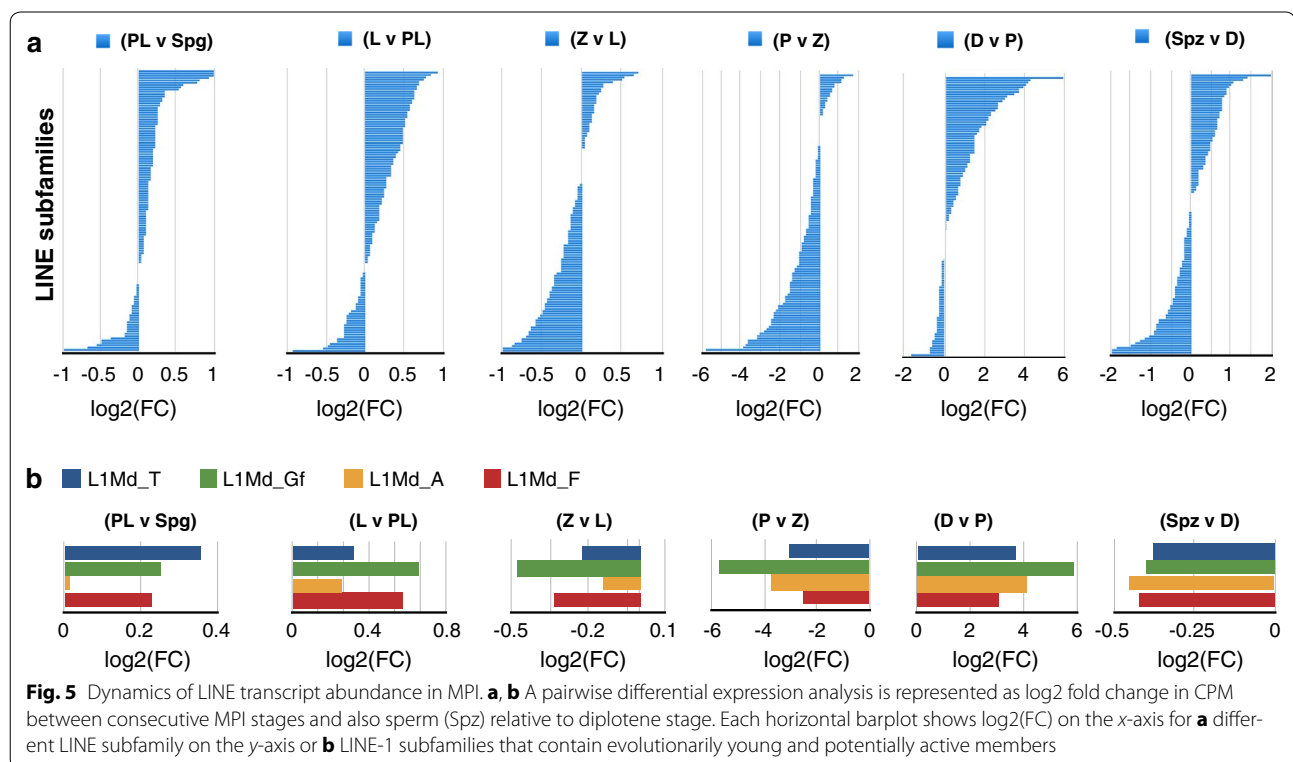 a
(PL v Spg) (L v PL) (Z v L) (P v Z) (D v P) (Spz v D)
LINE subfamilies
-1 -0.5 0 0.5 1 -1 -0.5 0 0.5 1 -1 -0.5 0 0.5 1 -6 -4 -2 0 2 -2 0 2 4 6 -2 -1 0 1 2
log2(FC) log2(FC) log2(FC) log2(FC) log2(FC) log2(FC)
b L1Md_T L1Md_Gf L1Md_A L1Md_F
(PL v Spg) (L v PL) (Z v L) (P v Z) (D v P) (Spz v D)
0 0.2 0.4 0 0.4 0.8 -0.5 -0.2 0.1 -6 -4 -2 0 0 2 4 6 -0.5 -0.25 0
log2(FC) log2(FC) log2(FC) log2(FC) log2(FC) log2(FC)
Fig. 5 Dynamics of LINE transcript abundance in MPI. a, b A pairwise differential expression analysis is represented as log2 fold change in CPM
between consecutive MPI stages and also sperm (Spz) relative to diplotene stage. Each horizontal barplot shows log2(FC) on the x-axis for a differ-
ent LINE subfamily on the y-axis or b LINE-1 subfamilies that contain evolutionarily young and potentially active members